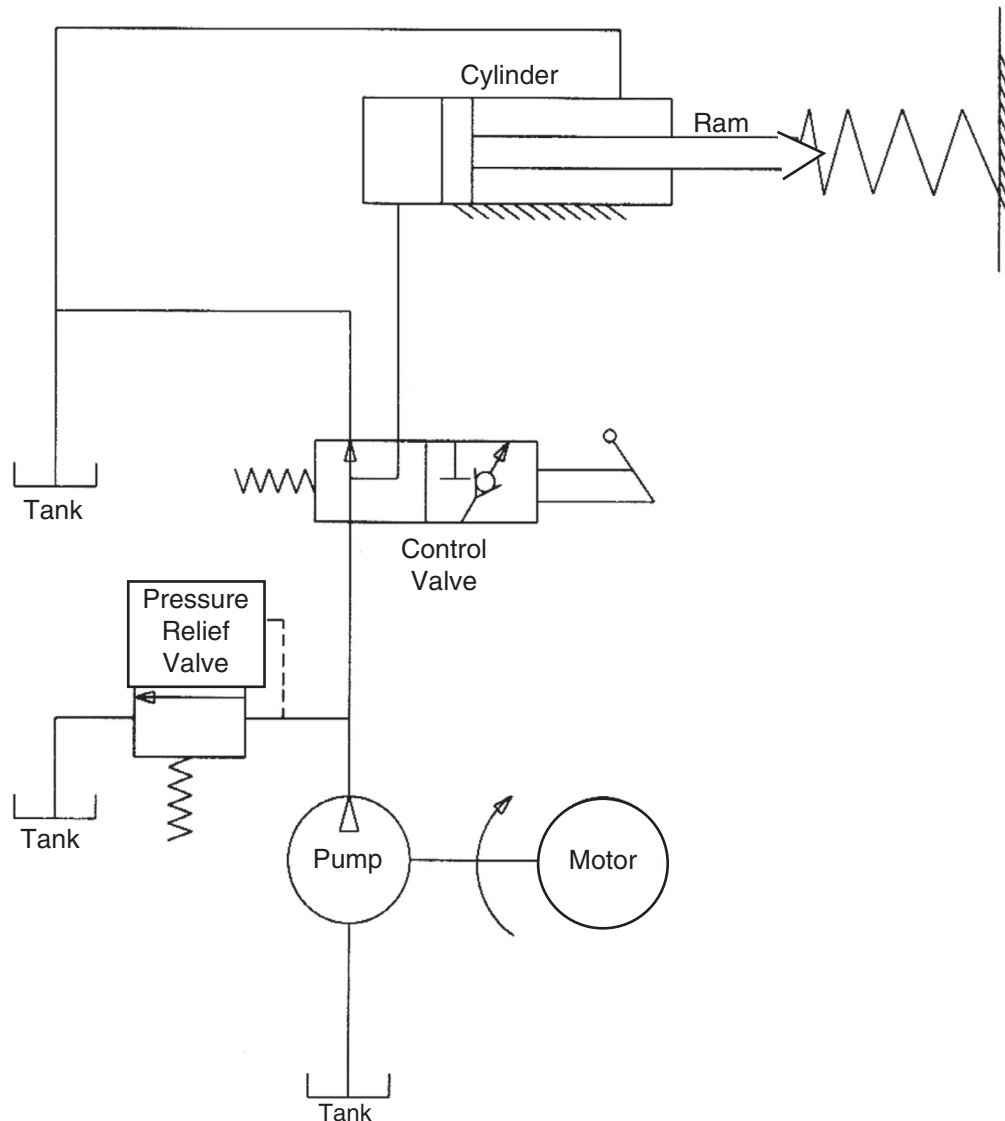 Cylinder
Ram
Tank
Control
Valve
Pressure
Relief
Valve
Tank
Pump
Motor
Tank